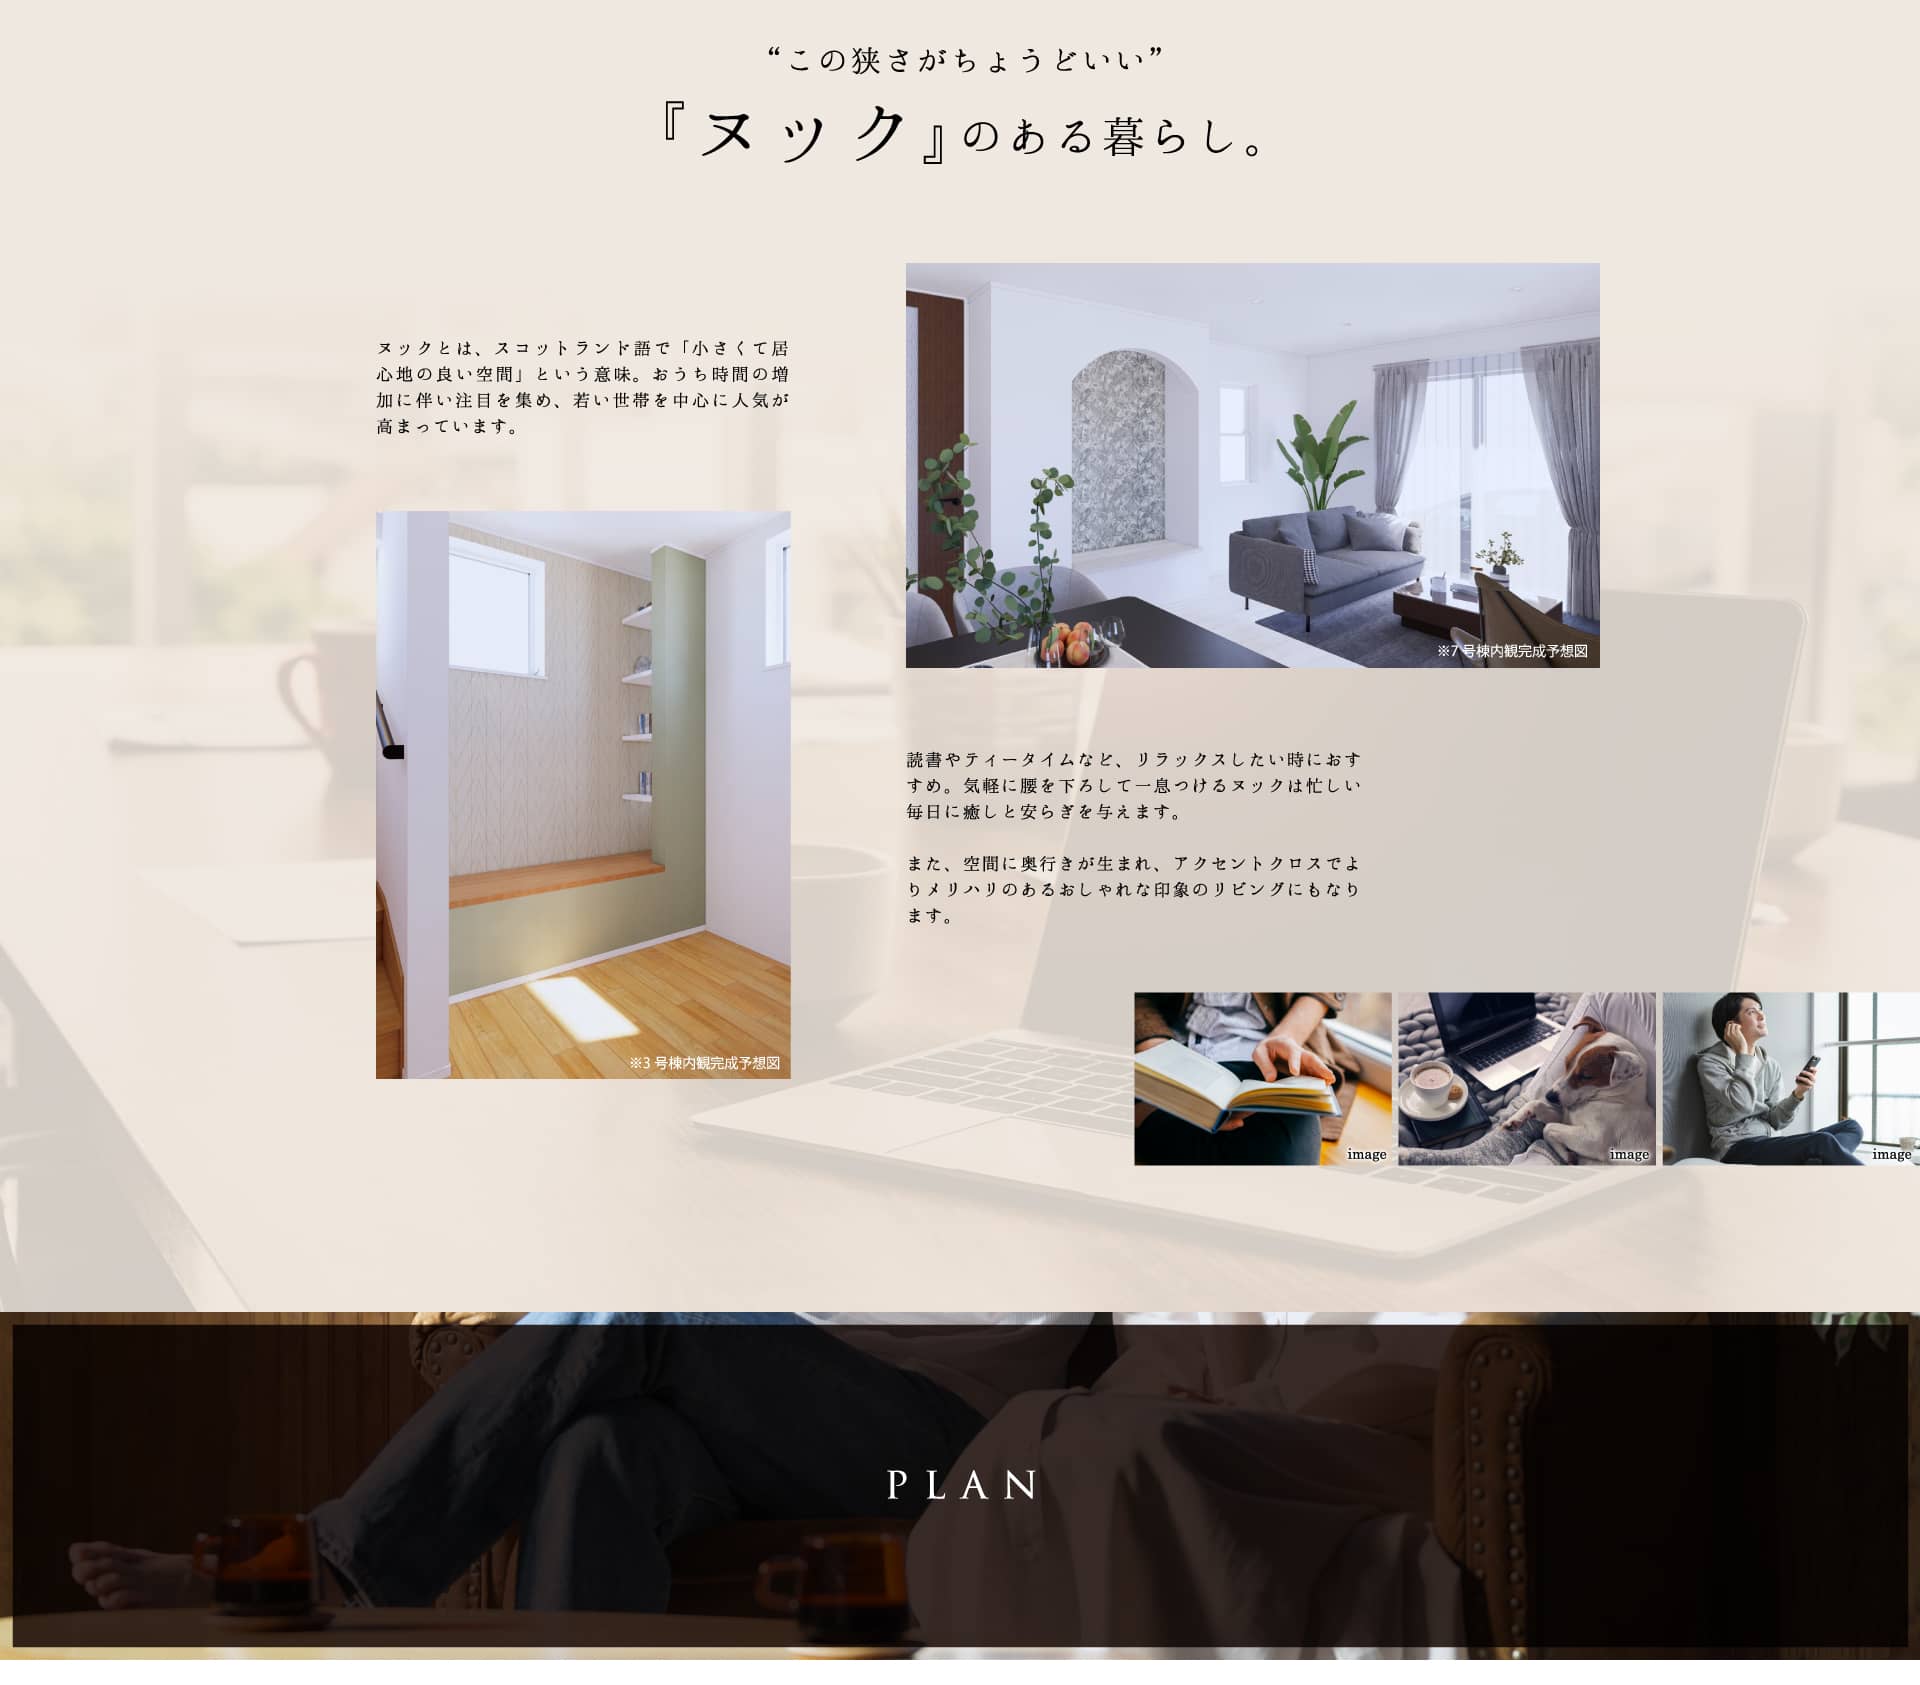 “この狭さがちょうどいい”
『ヌック』のある暮らし。
ヌックとは、スコットランド語で「小さくて居
心地の良い空間」という意味。おうち時間の増
加に伴い注目を集め、若い世帯を中心に人気が
高まっています。
※7号棟内観完成予想図
※3号棟内観完成予想図
読書やティータイムなど、リラックスしたい時におす
すめ。気軽に腰を下ろして一息つけるヌックは忙しい
毎日に癒しと安らぎを与えます。
また、空間に奥行きが生まれ、アクセントクロスでよ
りメリハリのあるおしゃれな印象のリビングにもなり
ます。
image
image
image
PLAN